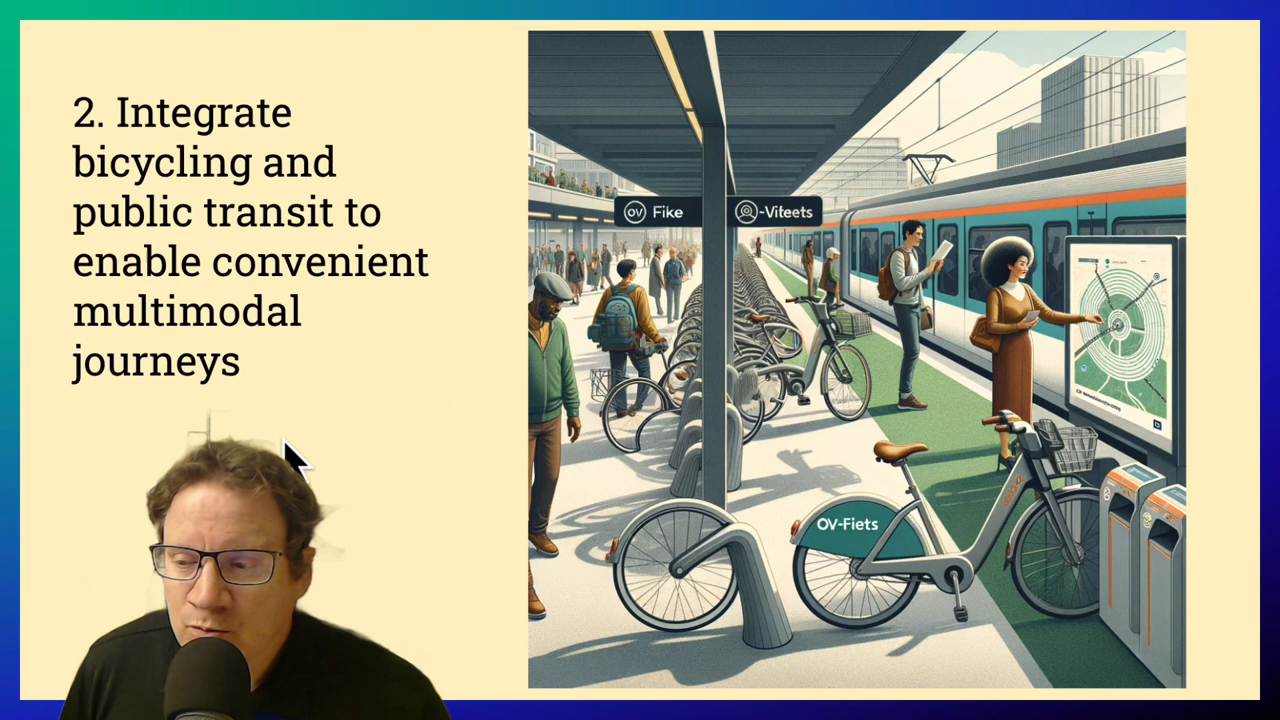 2. Integrate
bicycling and
public transit to
enable convenient
multimodal
journeys
OV Fike
-Viteets
OV-Fiets